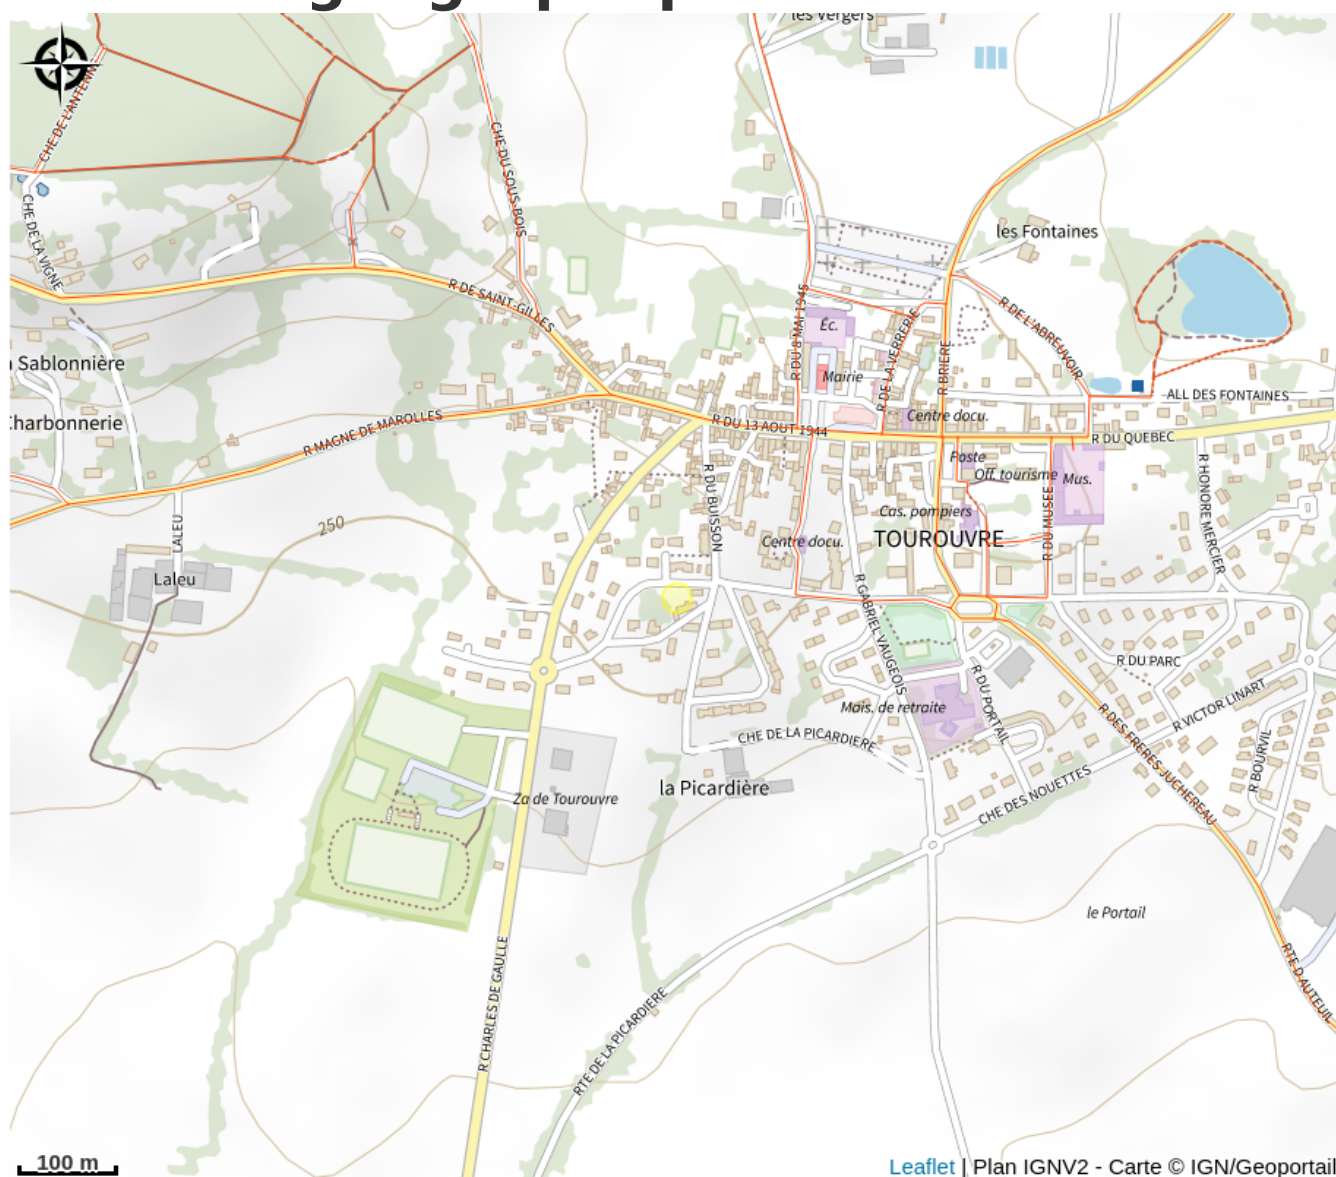 les Vergers
CHE DE L'ANTENNE
CHE DU SOUS-BOIS
CHE DE LA VIGNE
les Fontaines
R DE SAINT-GILLES
R DU 8 MAI 1945
Éc.
R DE LA VERRERIE
R BRIERE
R DE L'ABREUVOIR
Sablonnière
Mairie
ALL DES FONTAINES
Charbonnerie
R MAGNE DE MAROLLES
R DU 13 AOUT 1944
Centre docu.
R DU QUEBEC
Poste
Off. tourisme
Mus.
R HONORE MERCIER
R DU BUISSON
250
LALEU
Cas. pompiers
Centre docu.
TOUROUVRE
R DU MUSEE
Laleu
R GABRIEL VAUGEOIS
R DU PARC
R DU PORTAIL
Mais. de retraite
R VICTOR LINART
R DES FRERES JUCHEREAU
CHE DE LA PICARDIERE
R BOURVIL
la Picardière
Za de Tourouvre
CHE DES NOUETTES
le Portail
R CHARLES DE GAULLE
RTE D'AUTEUIL
RTE DE LA PICARDIERE
100 m
Leaflet | Plan IGNV2 - Carte © IGN/Geoportail